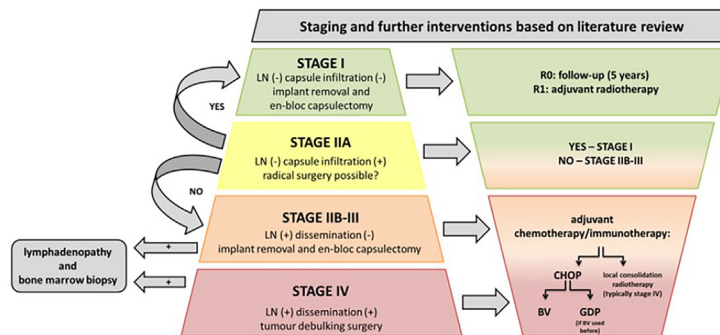 Staging and further interventions based on literature review
STAGE I
LN (-) capsule infiltration (-)
implant removal and
en-bloc capsulectomy
R0: follow-up (5 years)
R1: adjuvant radiotherapy
YES
STAGE IIA
LN (-) capsule infiltration (+)
radical surgery possible?
YES – STAGE I
NO – STAGE IIB-III
NO
STAGE IIB-III
LN (+) dissemination (-)
implant removal and en-bloc capsulectomy
adjuvant
chemotherapy/immunotherapy:
CHOP
local consolidation
radiotherapy
(typically stage IV)
BV
GDP
(if BV used
before)
lymphadenopathy
and
bone marrow biopsy
+
+
STAGE IV
LN (+) dissemination (+)
tumour debulking surgery